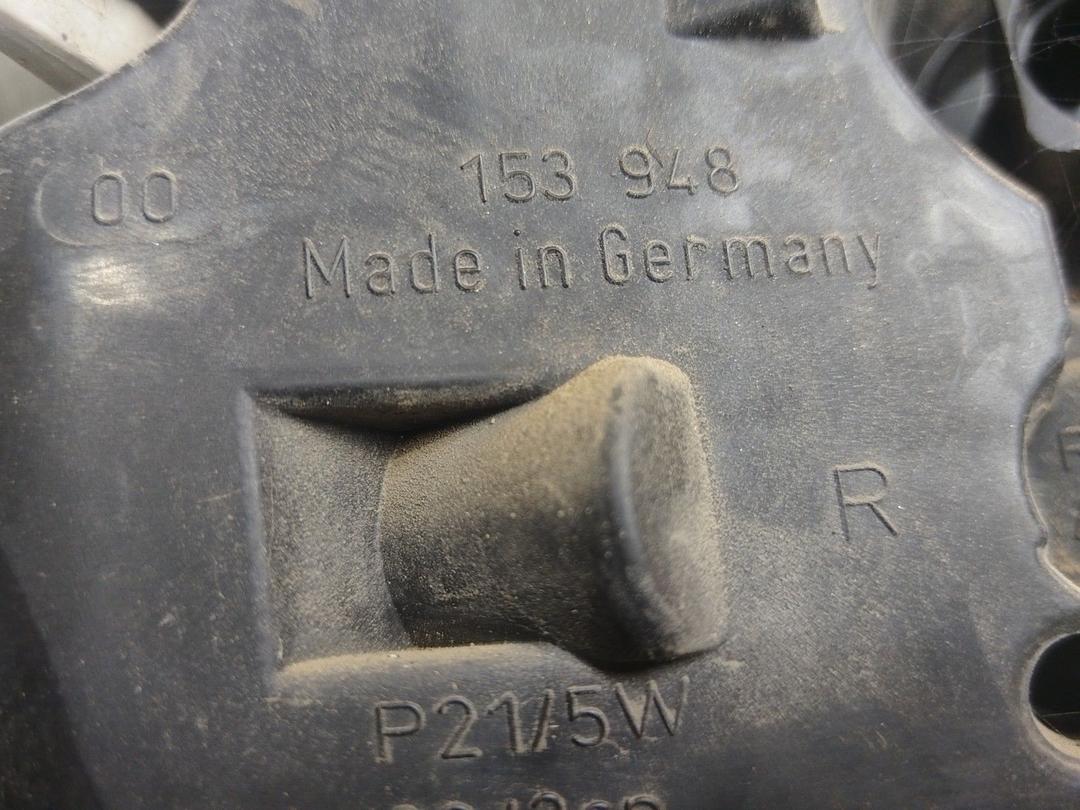 00
153 948
Made in Germany
R
P21/5W